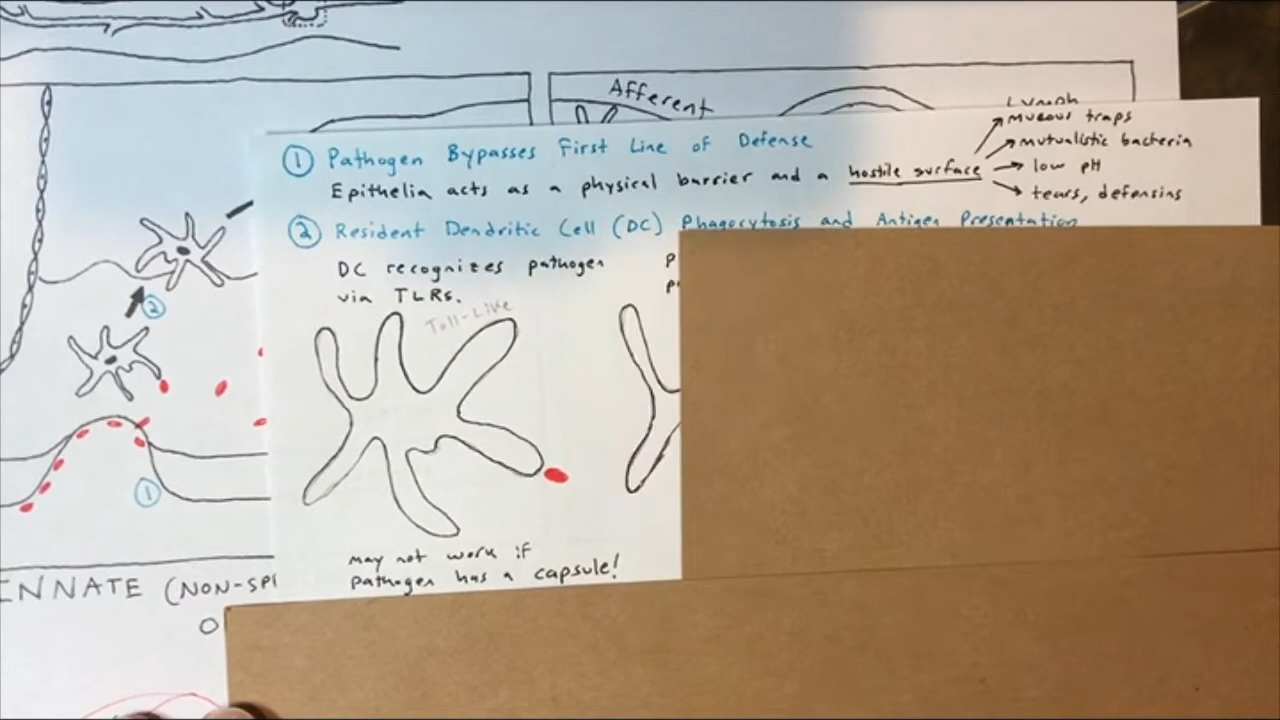 Afferent
Lymph
① Pathogen Bypasses First Line of Defense
Epithelia acts as a physical barrier and a hostile surface
mucous traps
mutualistic bacteria
low pH
tears, defensins
② Resident Dendritic Cell (DC) Phagocytosis and Antigen Presentation
DC recognizes pathogen
via TLRs.
Toll-Like
may not work if
pathogen has a capsule!
②
①
INNATE (NON-SP